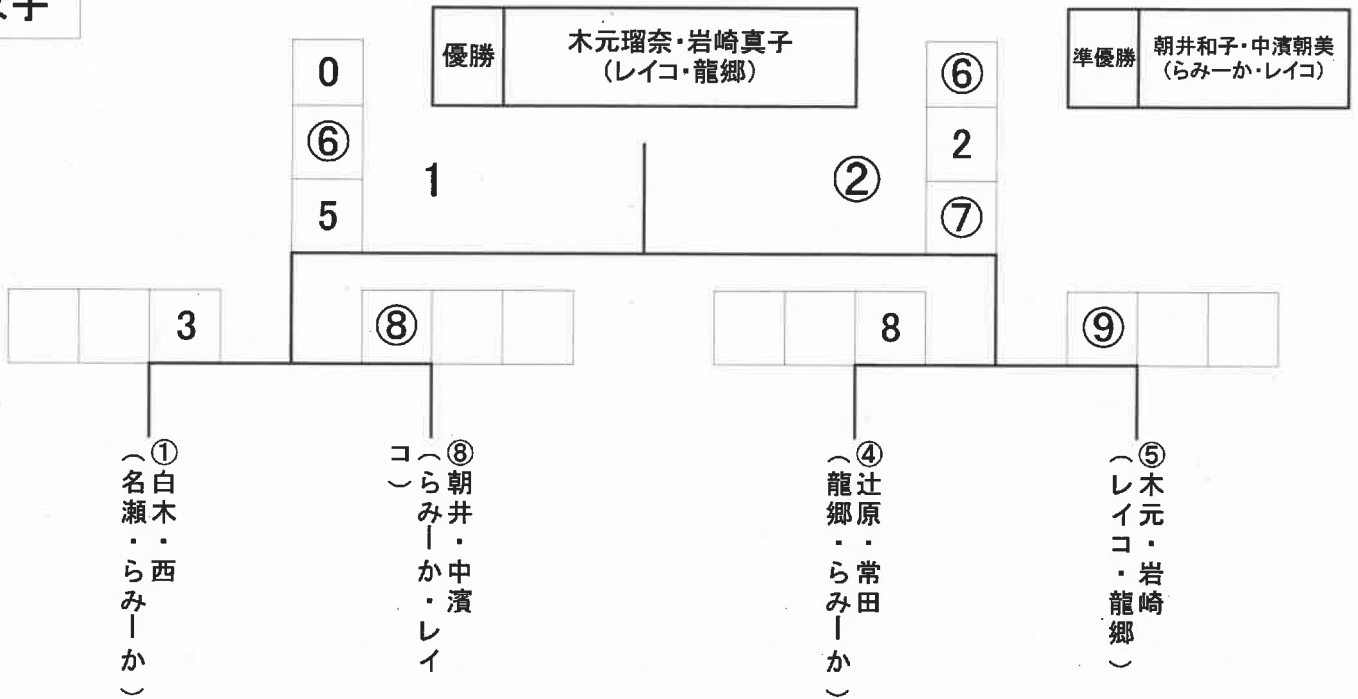 女子
優勝
木元瑠奈・岩崎真子
(レイコ・龍郷)
準優勝
朝井和子・中濱朝美
(らみーか・レイコ)
0
⑥
5
1
②
⑥
2
⑦
3
⑧
8
⑨
①白木・西
(名瀬・らみーか)
⑧朝井・中濱
(らみーか・レイ
コ)
④辻原・常田
(龍郷・らみーか)
⑤木元・岩崎
(レイコ・龍郷)